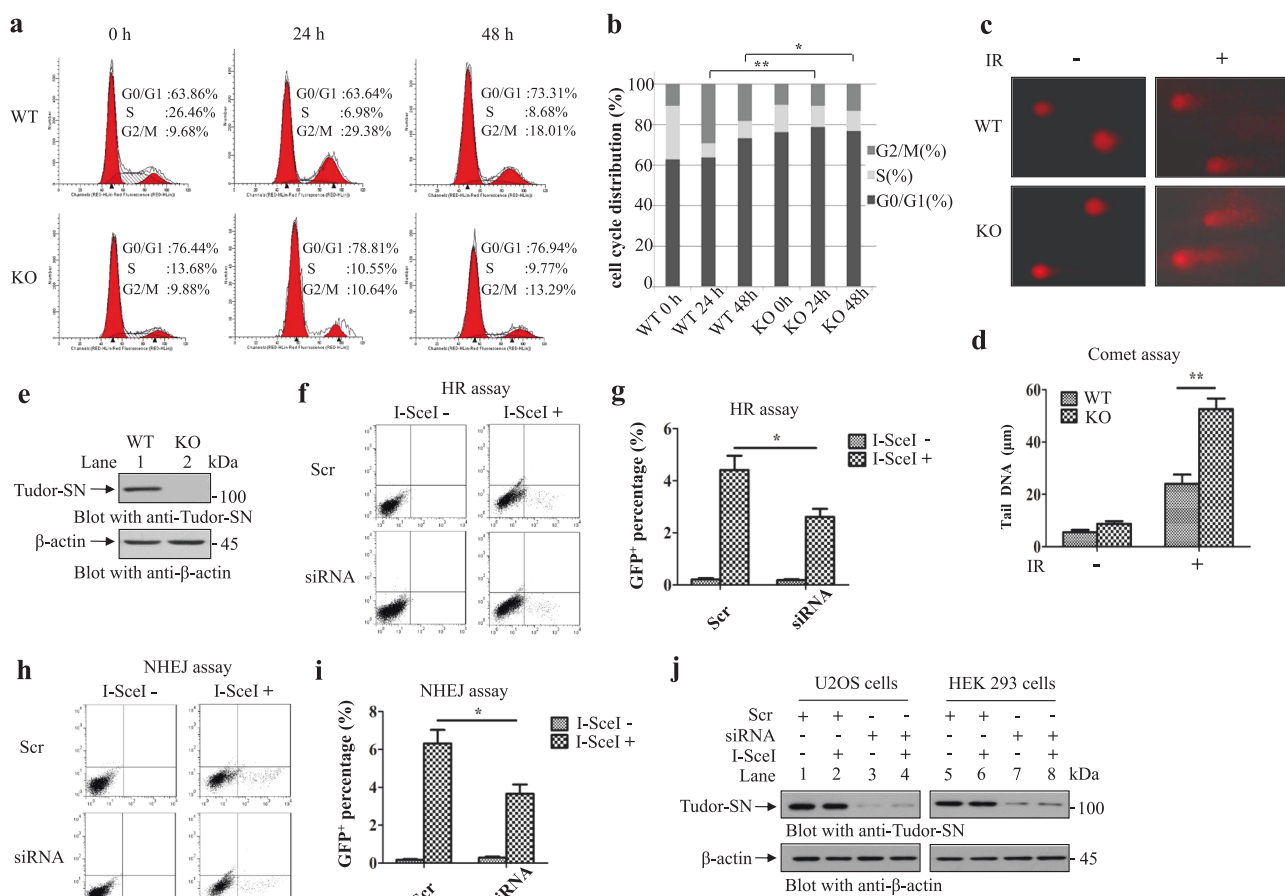 a
0 h
24 h
48 h
WT
G0/G1 :63.86%
S :26.46%
G2/M :9.68%
G0/G1 :63.64%
S :6.98%
G2/M :29.38%
G0/G1 :73.31%
S :8.68%
G2/M :18.01%
KO
G0/G1 :76.44%
S :13.68%
G2/M :9.88%
G0/G1 :78.81%
S :10.55%
G2/M :10.64%
G0/G1 :76.94%
S :9.77%
G2/M :13.29%
b
*
**
cell cycle distribution (%)
100
80
60
40
20
0
G2/M(%)
S(%)
G0/G1(%)
WT 0 h
WT 24 h
WT 48h
KO 0h
KO 24h
KO 48h
c
IR - +
WT
KO
d
Comet assay
**
WT
KO
Tail DNA (μm)
60
40
20
0
IR - +
e
WT KO
Lane 1 2 kDa
Tudor-SN
100
Blot with anti-Tudor-SN
β-actin
45
Blot with anti-β-actin
f
HR assay
I-SceI - I-SceI +
Scr
siRNA
g
HR assay
*
I-SceI -
I-SceI +
GFP+ percentage (%)
6
4
2
0
Scr
siRNA
h
NHEJ assay
I-SceI - I-SceI +
Scr
siRNA
i
NHEJ assay
*
I-SceI -
I-SceI +
GFP+ percentage (%)
8
6
4
2
0
Scr
siRNA
j
U2OS cells HEK 293 cells
Scr + + - - + + - -
siRNA - - + + - - + +
I-SceI - + - + - + - +
Lane 1 2 3 4 5 6 7 8 kDa
Tudor-SN
100
Blot with anti-Tudor-SN
β-actin
45
Blot with anti-β-actin